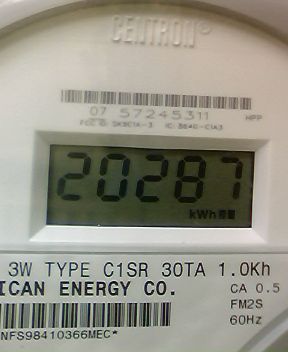 CENTRON®
07 57245311
HPP
20287
kWh
3W TYPE C1SR 30TA 1.0Kh
ICAN ENERGY CO.
CA 0.5
FM2S
60Hz
NFS98410366MEC*